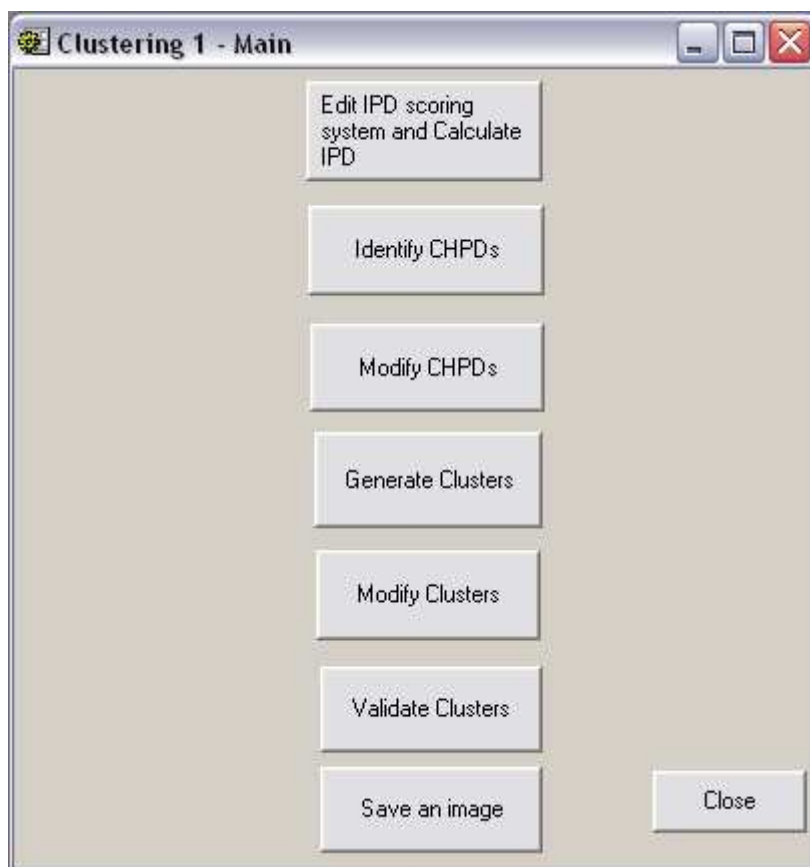 Clustering 1 - Main
Edit IPD scoring
system and Calculate
IPD
Identify CHPDs
Modify CHPDs
Generate Clusters
Modify Clusters
Validate Clusters
Save an image
Close